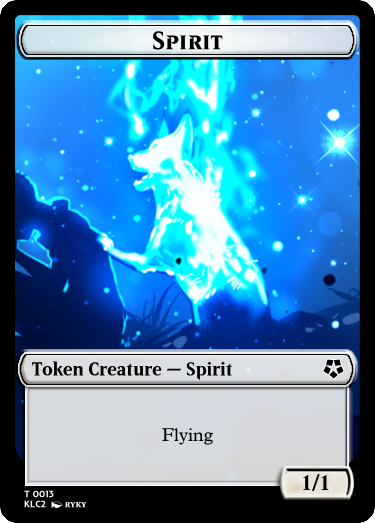 Spirit
Token Creature — Spirit
Flying
1/1
T 0013
KLC2 RYKY